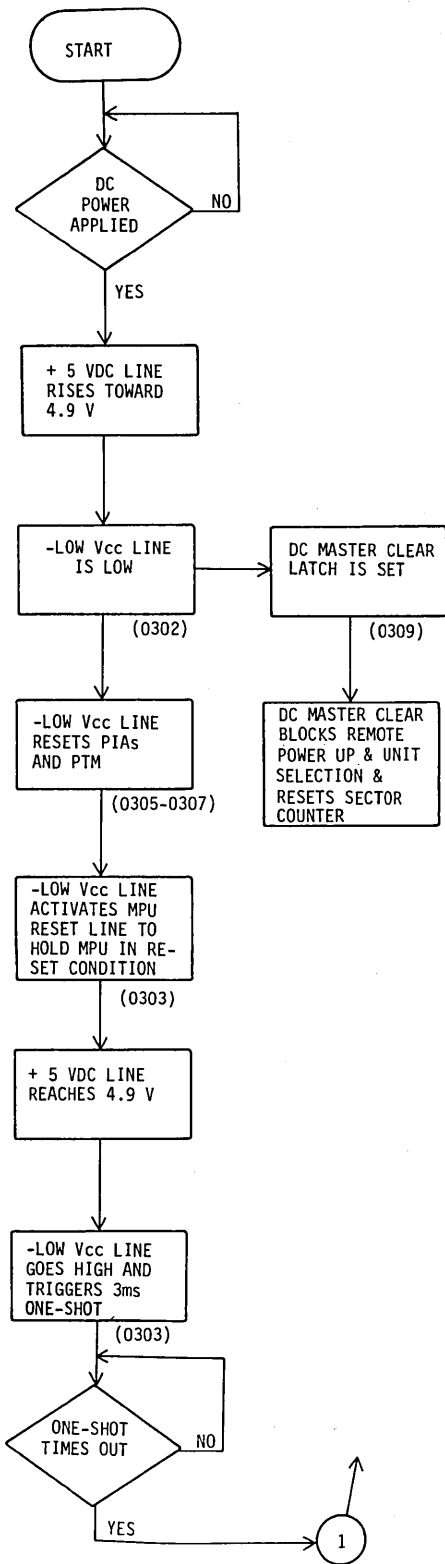 START
DC
POWER
APPLIED
NO
YES
+ 5 VDC LINE
RISES TOWARD
4.9 V
-LOW Vcc LINE
IS LOW
(0302)
DC MASTER CLEAR
LATCH IS SET
(0309)
-LOW Vcc LINE
RESETS PIAs
AND PTM
(0305-0307)
DC MASTER CLEAR
BLOCKS REMOTE
POWER UP & UNIT
SELECTION &
RESETS SECTOR
COUNTER
-LOW Vcc LINE
ACTIVATES MPU
RESET LINE TO
HOLD MPU IN RE-
SET CONDITION
(0303)
+ 5 VDC LINE
REACHES 4.9 V
-LOW Vcc LINE
GOES HIGH AND
TRIGGERS 3ms
ONE-SHOT
(0303)
ONE-SHOT
TIMES OUT
NO
YES
1